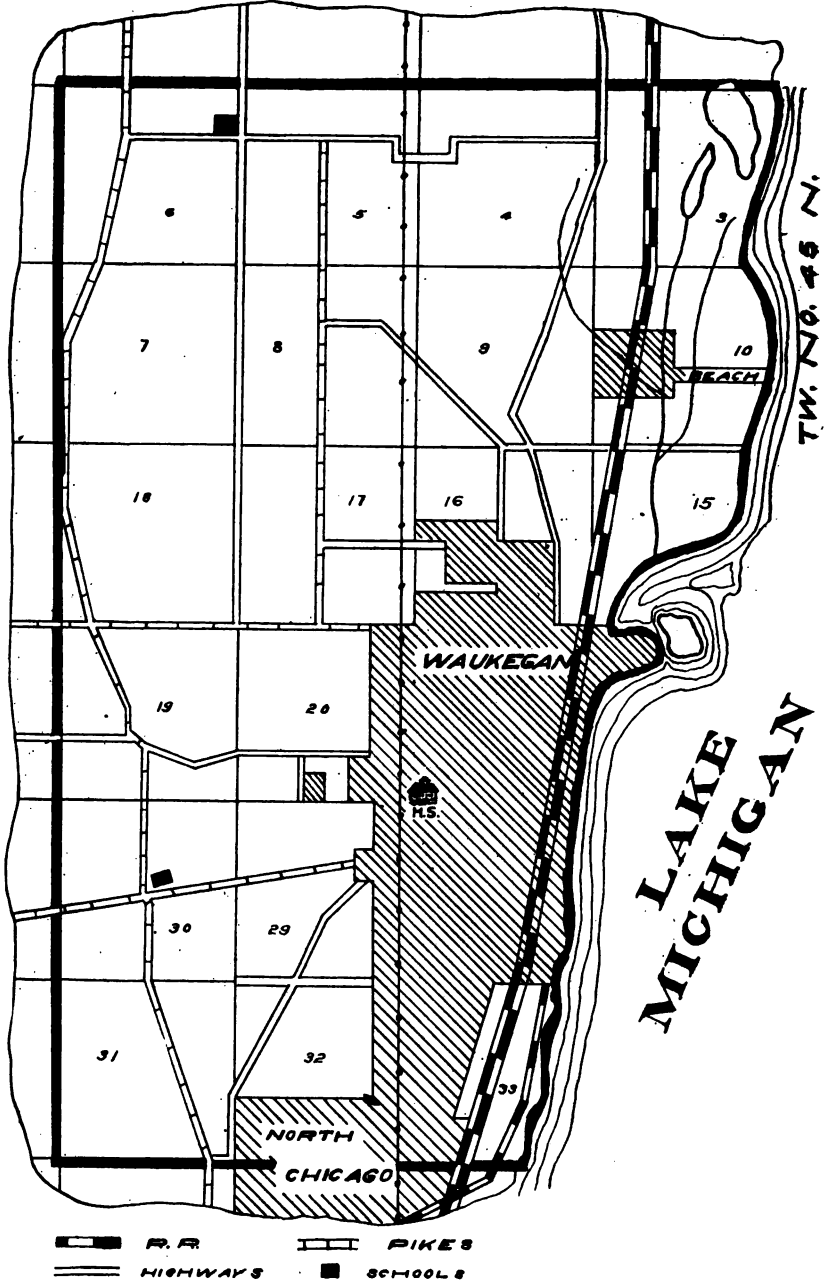 6
5
4
3
TW. NO. 45 N.
7
8
9
10
BEACH
18
17
16
15
WAUKEGAN
19
20
H.S.
LAKE
MICHIGAN
30
29
31
32
33
NORTH
CHICAGO
R.R.
PIKES
HIGHWAYS
SCHOOLS